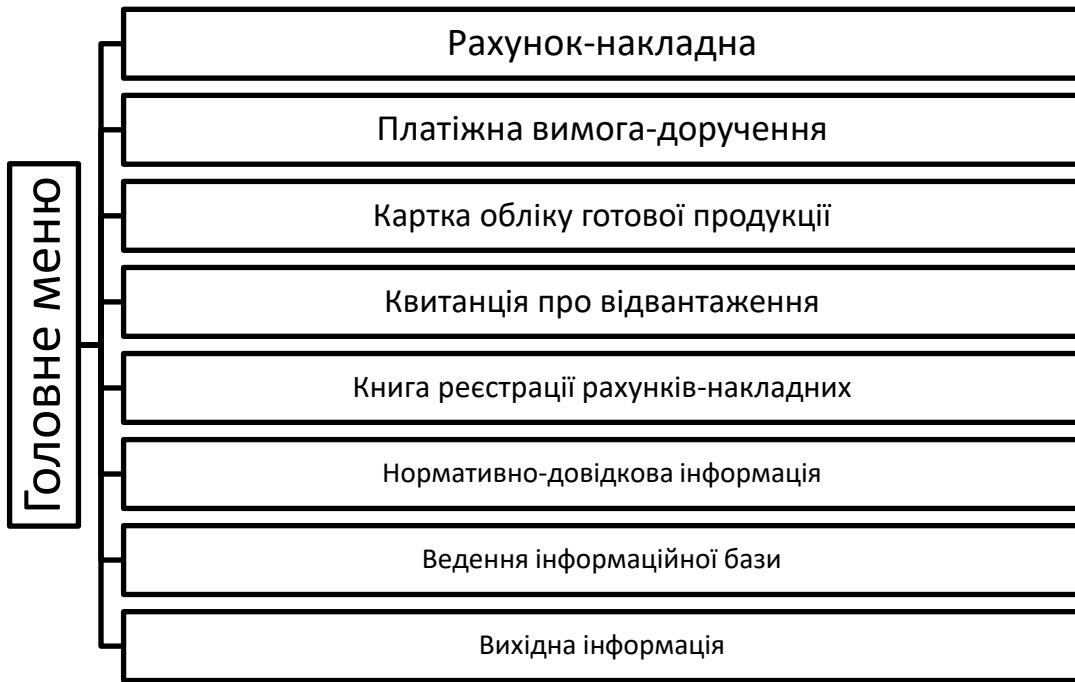 Головне меню
Рахунок-накладна
Платіжна вимога-доручення
Картка обліку готової продукції
Квитанція про відвантаження
Книга реєстрації рахунків-накладних
Нормативно-довідкова інформація
Ведення інформаційної бази
Вихідна інформація